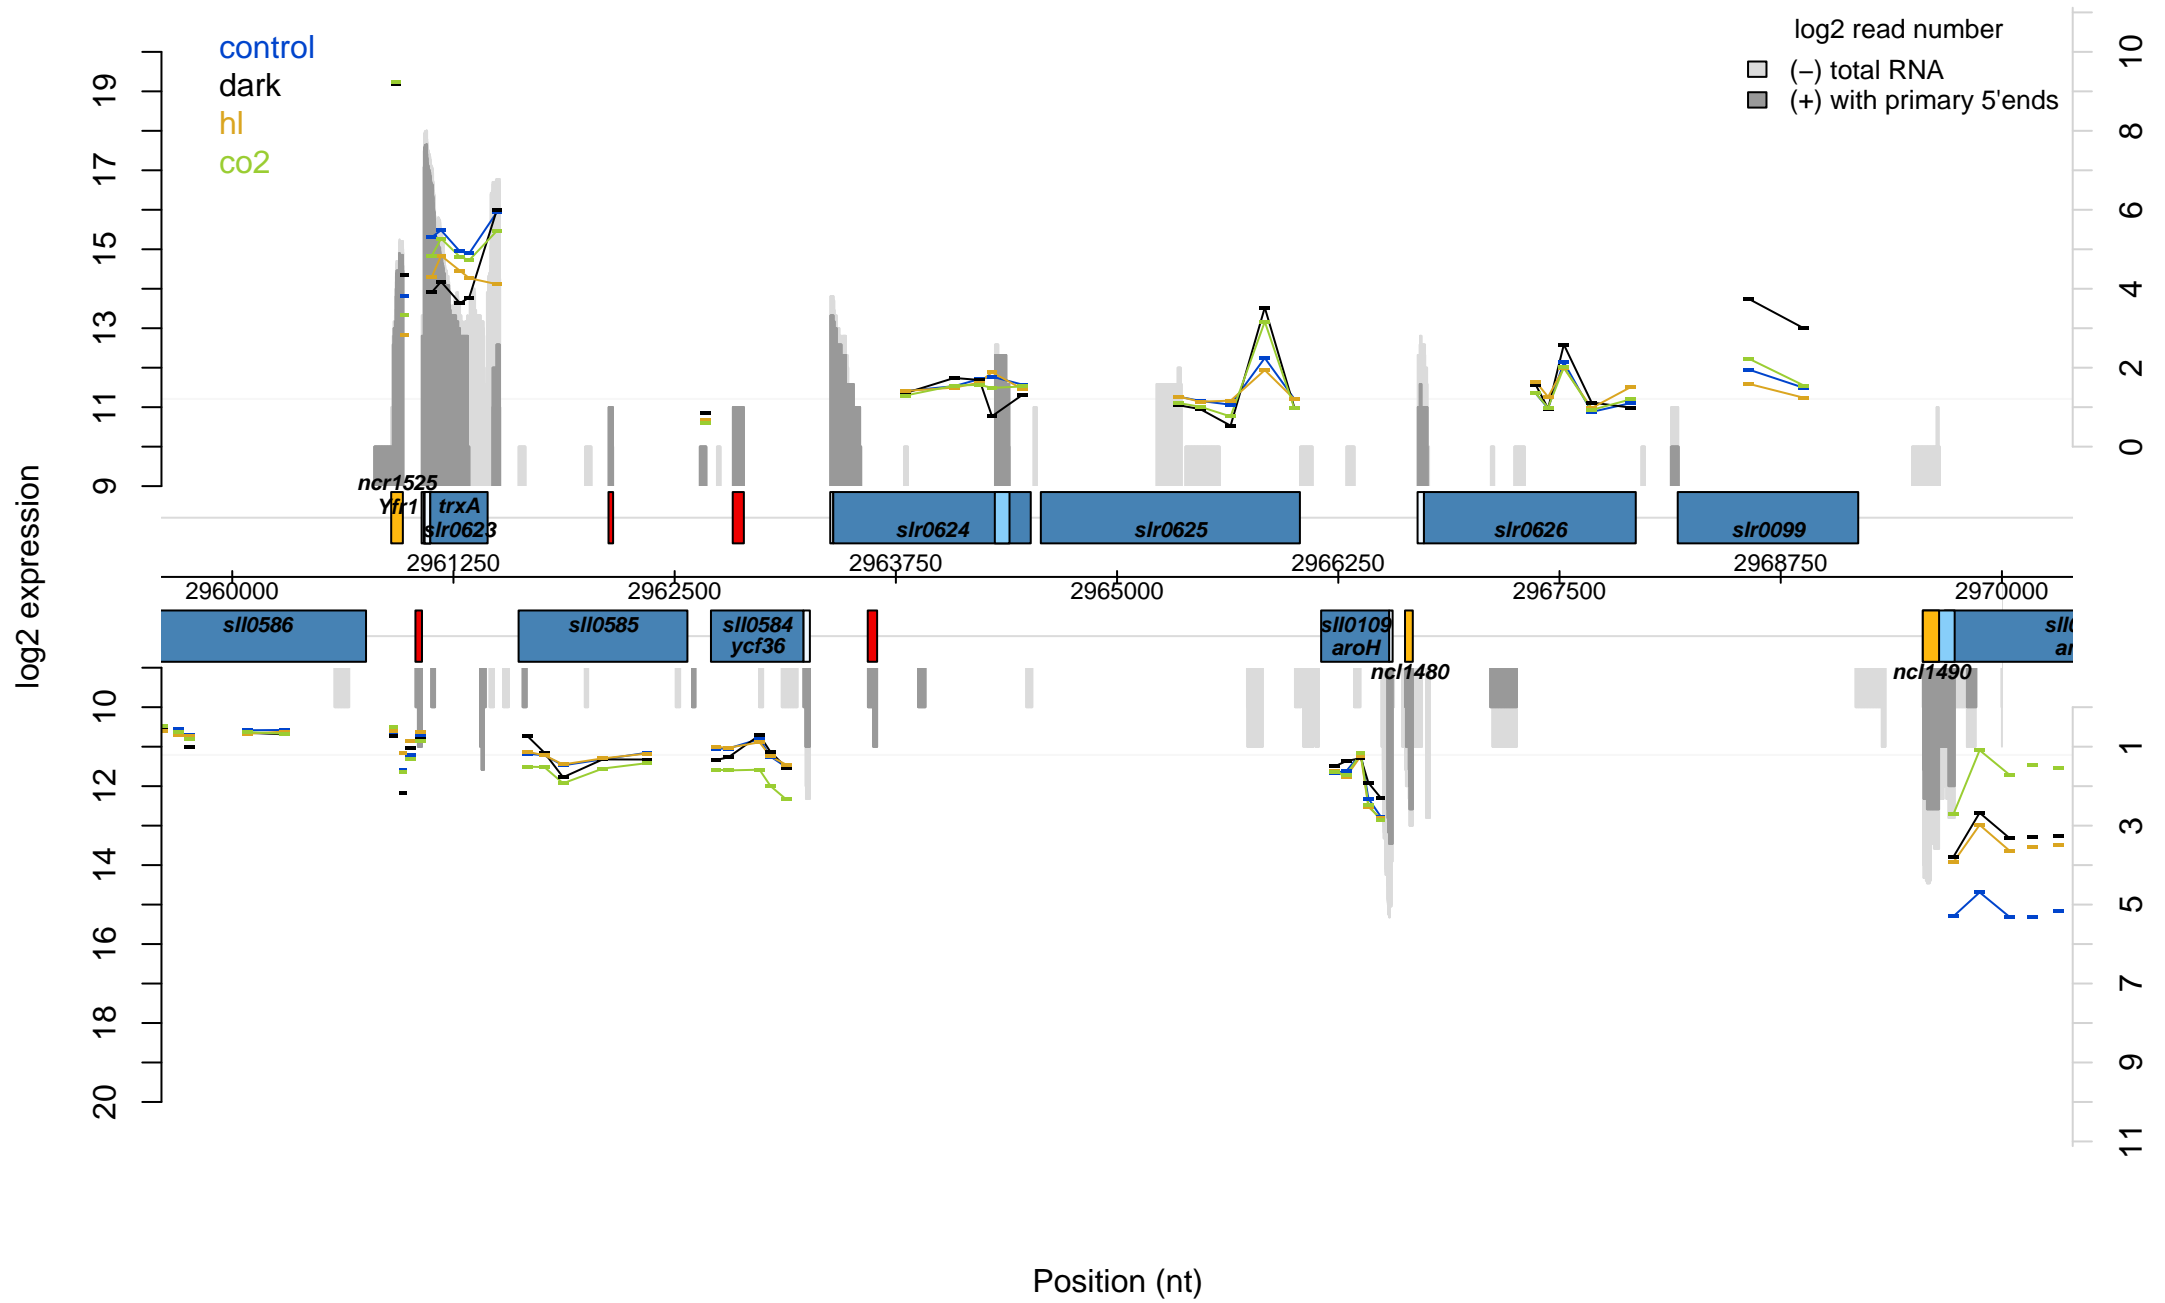 control
dark
hl
co2
log2 read number
(−) total RNA
(+) with primary 5'ends
19
17
15
13
11
9
10
8
6
4
2
0
log2 expression
ncr1525
Yfr1
trxA
slr0623
slr0624
slr0625
slr0626
slr0099
2961250
2963750
2966250
2968750
2960000
2962500
2965000
2967500
2970000
sll0586
sll0585
sll0584
ycf36
sll0109
aroH
ncl1480
ncl1490
10
12
14
16
18
20
1
3
5
7
9
11
Position (nt)